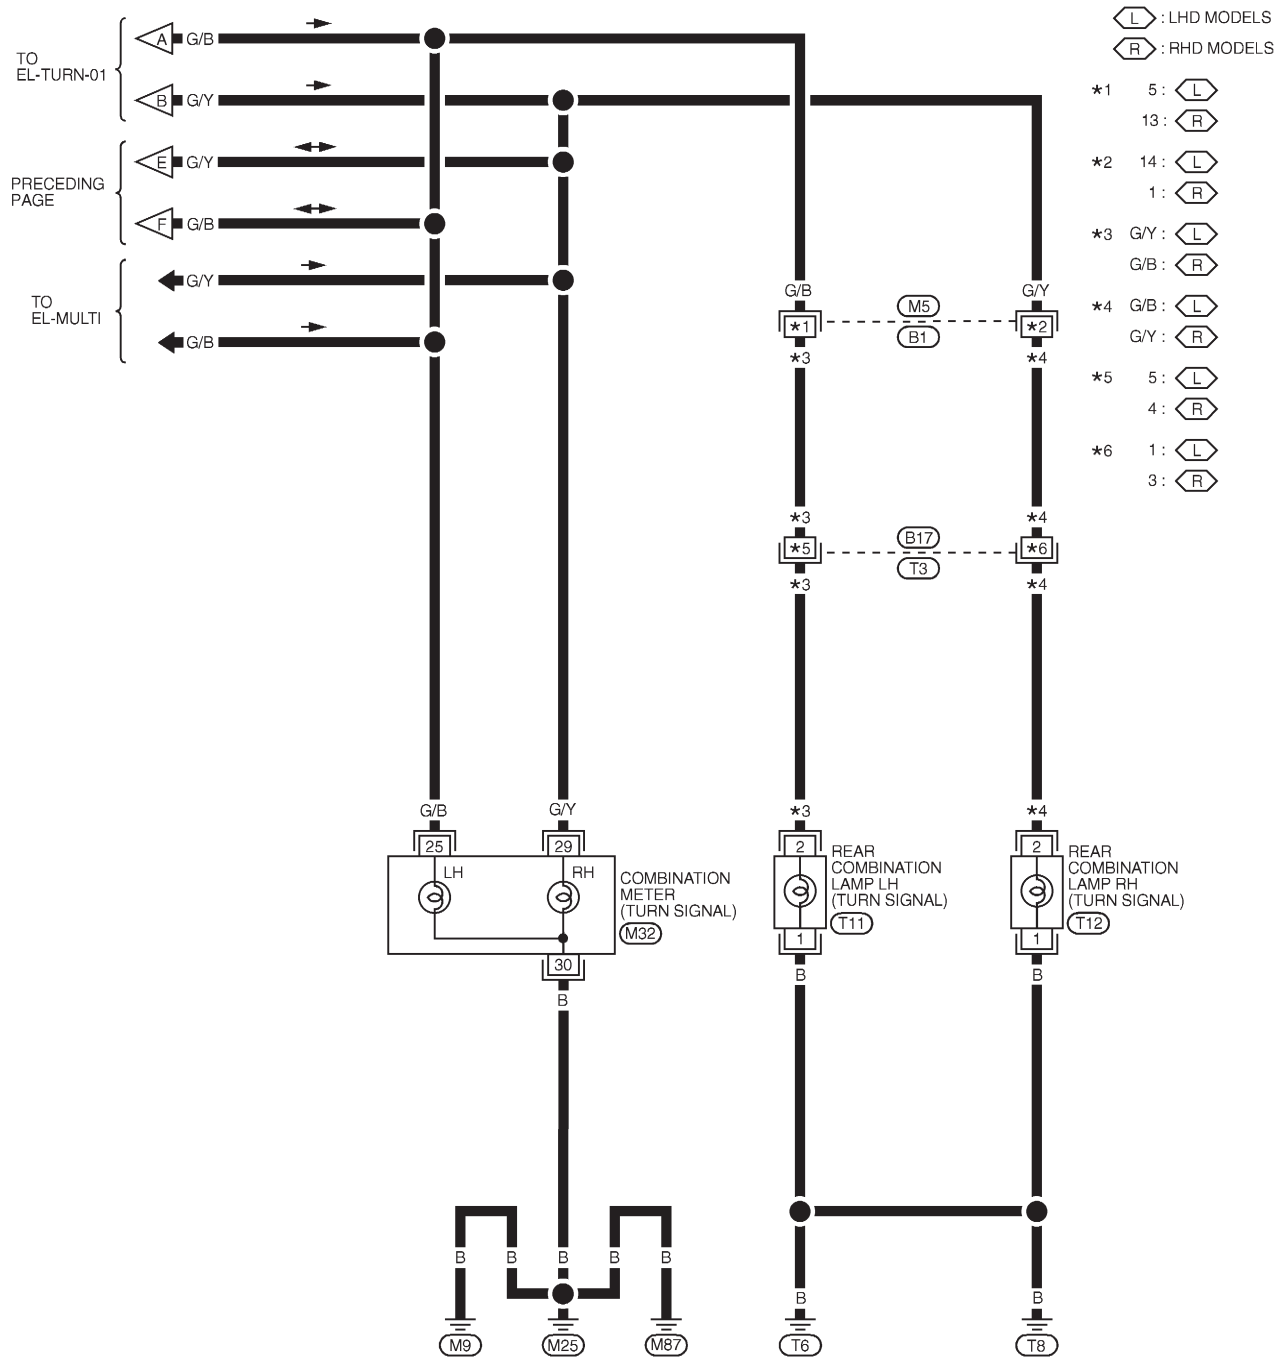 TO
EL-TURN-01
A G/B
B G/Y
PRECEDING
PAGE
E G/Y
F G/B
TO
EL-MULTI
G/Y
G/B
L : LHD MODELS
R : RHD MODELS
*1 5 : L
13 : R
*2 14 : L
1 : R
*3 G/Y : L
G/B : R
*4 G/B : L
G/Y : R
*5 5 : L
4 : R
*6 1 : L
3 : R
G/B G/Y
*1 M5 *2
B1
*3 *4
*3 *4
*5 B17 *6
T3
*3 *4
G/B G/Y *3 *4
25 29 2 2
LH RH
COMBINATION
METER
(TURN SIGNAL)
M32
REAR
COMBINATION
LAMP LH
(TURN SIGNAL)
T11
REAR
COMBINATION
LAMP RH
(TURN SIGNAL)
T12
30 1 1
B B B
B B B B B
B B
M9 M25 M87 T6 T8